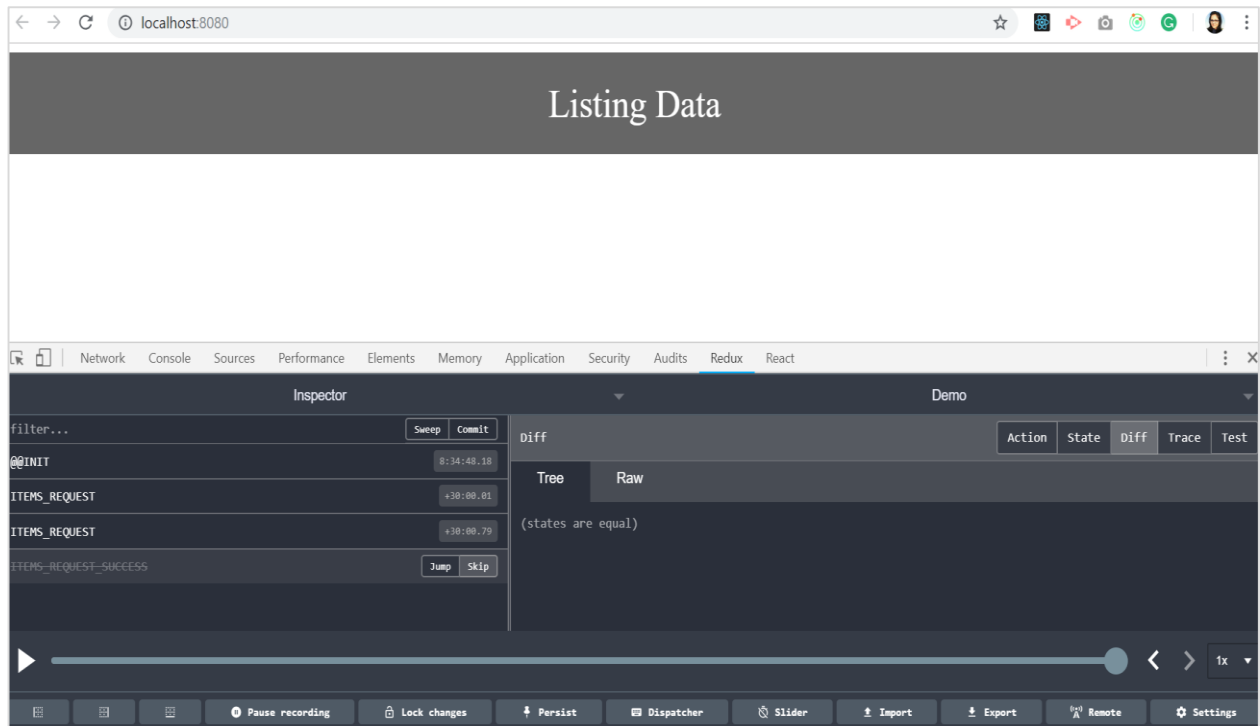 localhost:8080
Listing Data
Network Console Sources Performance Elements Memory Application Security Audits Redux React
Inspector Demo
filter... Sweep Commit
Diff Action State Diff Trace Test
@@INIT 8:34:48.18
Tree Raw
ITEMS_REQUEST +30:00.01
(states are equal)
ITEMS_REQUEST +30:00.79
ITEMS_REQUEST_SUCCESS Jump Skip
1x
Pause recording Lock changes Persist Dispatcher Slider Import Export Remote Settings